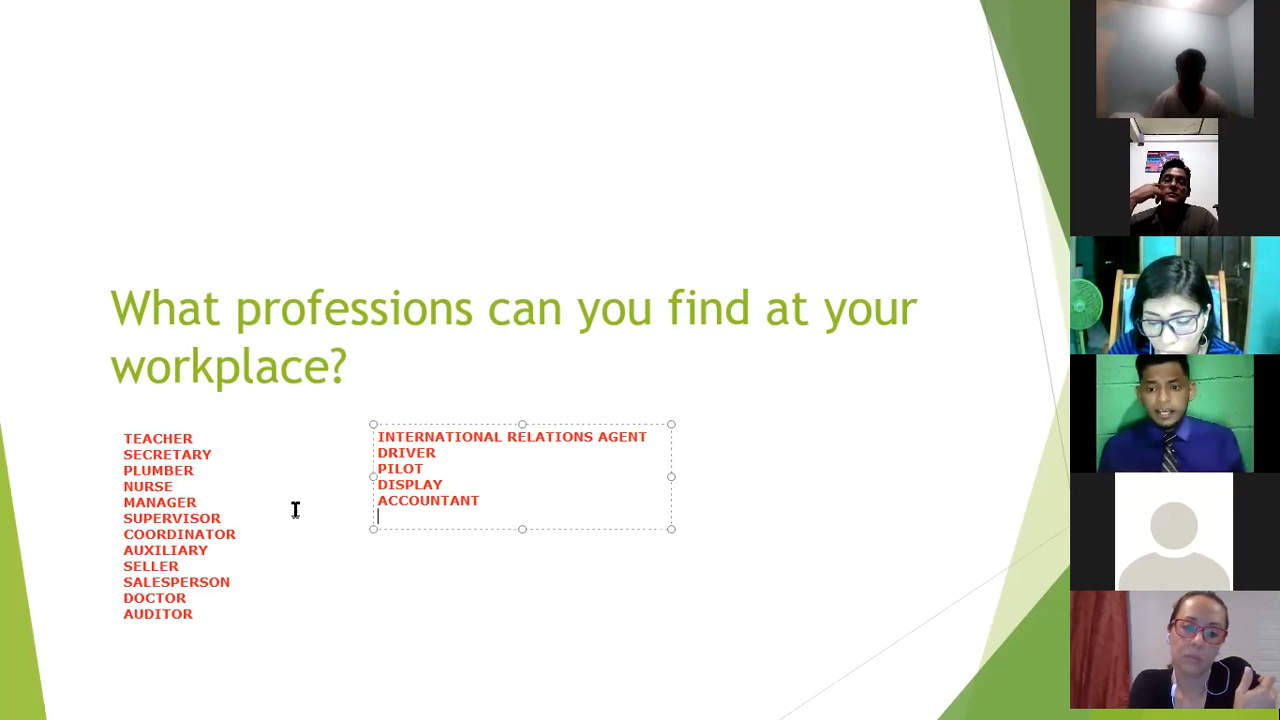 What professions can you find at your
workplace?
TEACHER
SECRETARY
PLUMBER
NURSE
MANAGER
SUPERVISOR
COORDINATOR
AUXILIARY
SELLER
SALESPERSON
DOCTOR
AUDITOR
INTERNATIONAL RELATIONS AGENT
DRIVER
PILOT
DISPLAY
ACCOUNTANT